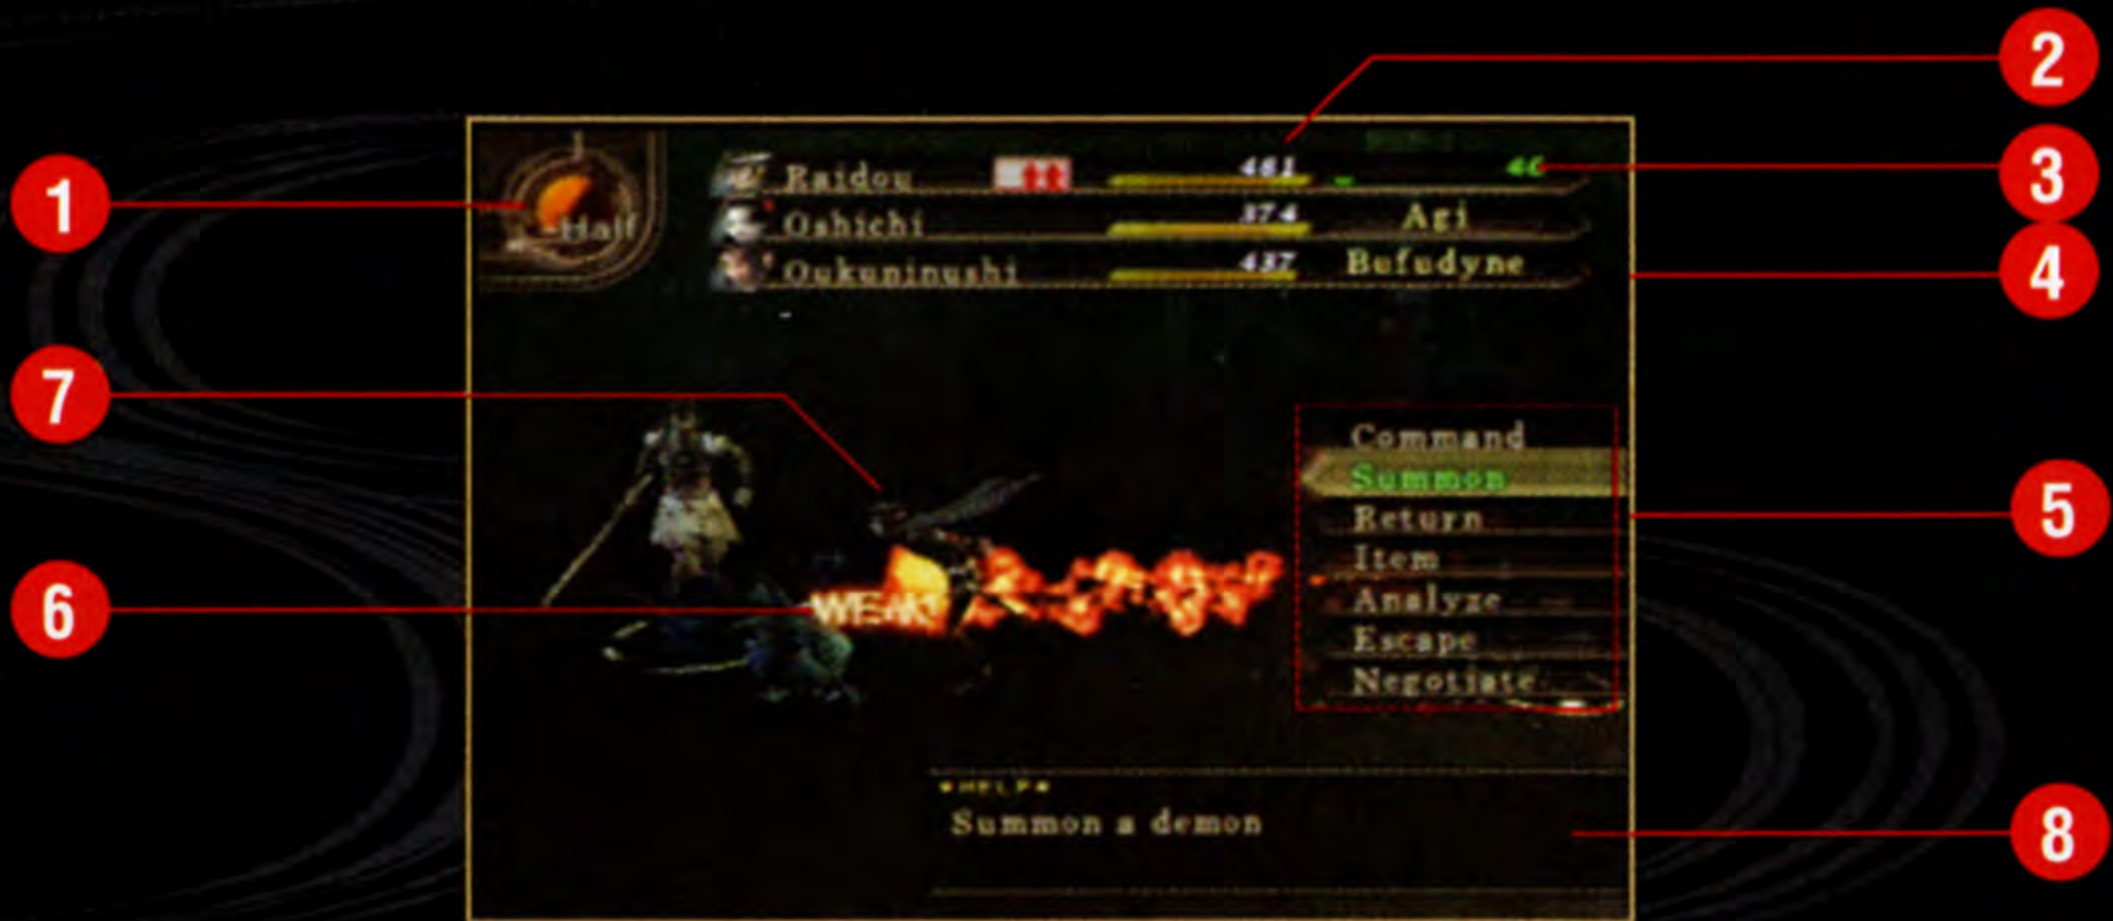 2
3
1
4
7
5
6
8
Half
Raidou 461 46
Oshichi 374 Agi
Oukuninushi 437 Bufudyne
Command
Summon
Return
Item
Analyze
Escape
Negotiate
WEAK!
HELP
Summon a demon